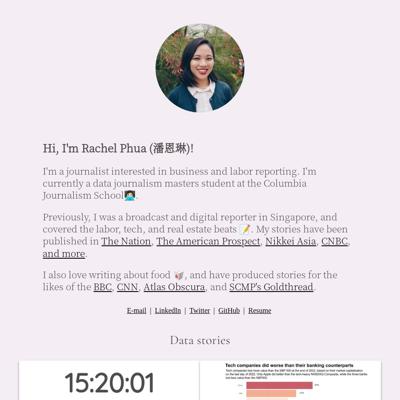 Hi, I'm Rachel Phua (潘恩琳)!
I'm a journalist interested in business and labor reporting. I'm
currently a data journalism masters student at the Columbia
Journalism School👩🏻‍💻.
Previously, I was a broadcast and digital reporter in Singapore, and
covered the labor, tech, and real estate beats 📝. My stories have been
published in The Nation, The American Prospect, Nikkei Asia, CNBC,
and more.
I also love writing about food 🥡, and have produced stories for the
likes of the BBC, CNN, Atlas Obscura, and SCMP's Goldthread.
E-mail | LinkedIn | Twitter | GitHub | Resume
Data stories
15:20:01
Tech companies did worse than their banking counterparts